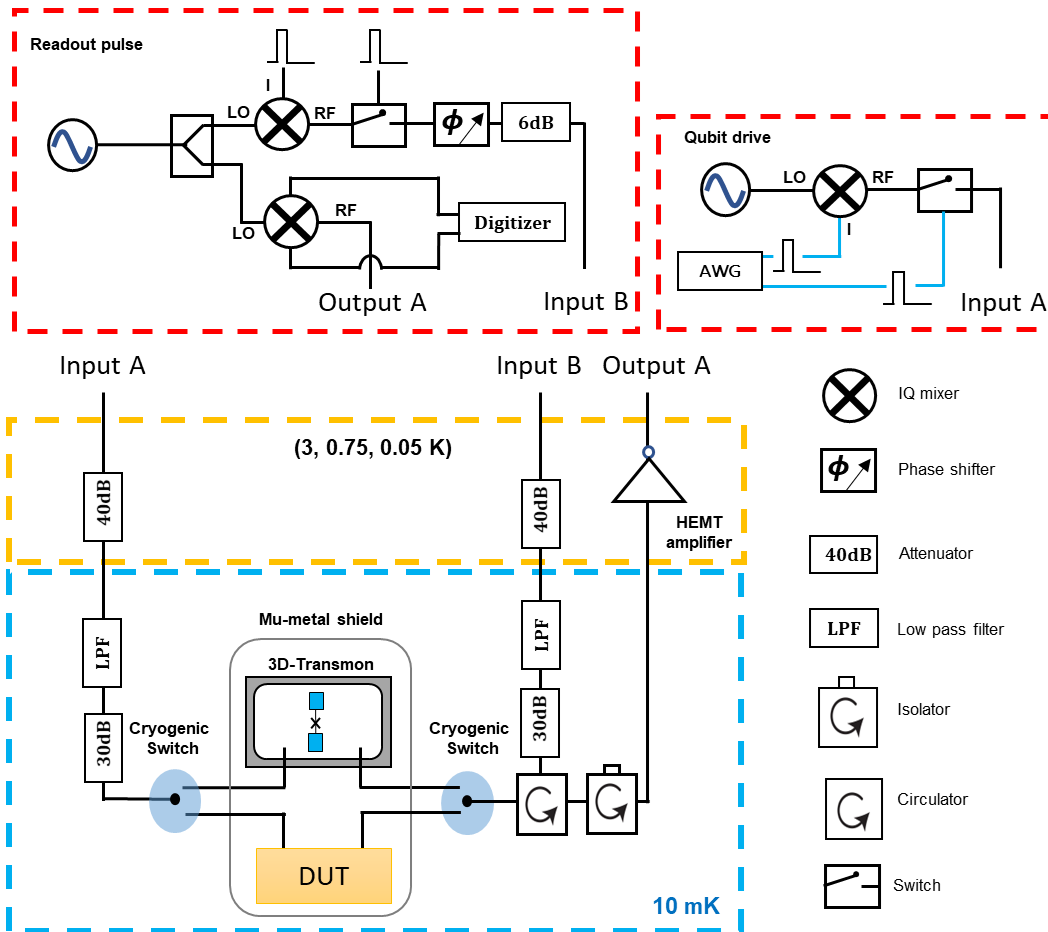 Readout pulse
I
LO
RF
ϕ
6dB
LO
RF
Digitizer
Output A
Input B
Qubit drive
LO
RF
I
AWG
Input A
Input A
Input B
Output A
(3, 0.75, 0.05 K)
40dB
40dB
HEMT
amplifier
LPF
30dB
Mu-metal shield
3D-Transmon
Cryogenic
Switch
Cryogenic
Switch
LPF
30dB
DUT
10 mK
IQ mixer
ϕ
Phase shifter
40dB
Attenuator
LPF
Low pass filter
Isolator
Circulator
Switch